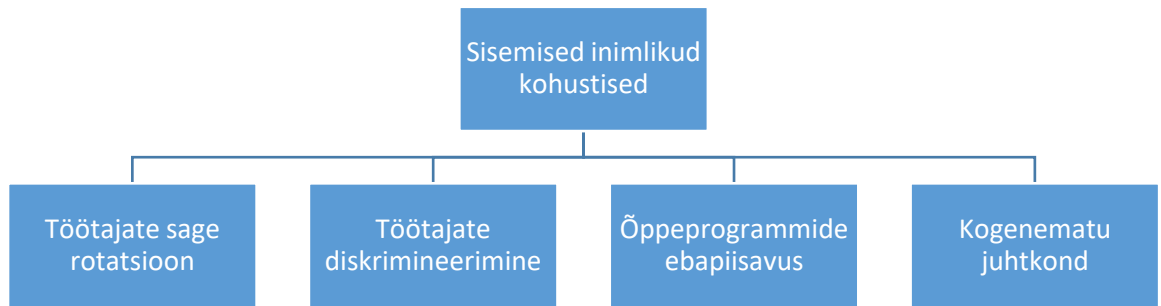 Sisemised inimlikud
kohustised
Töötajate sage
rotatsioon
Töötajate
diskrimineerimine
Õppeprogrammide
ebapiisavus
Kogenematu
juhtkond